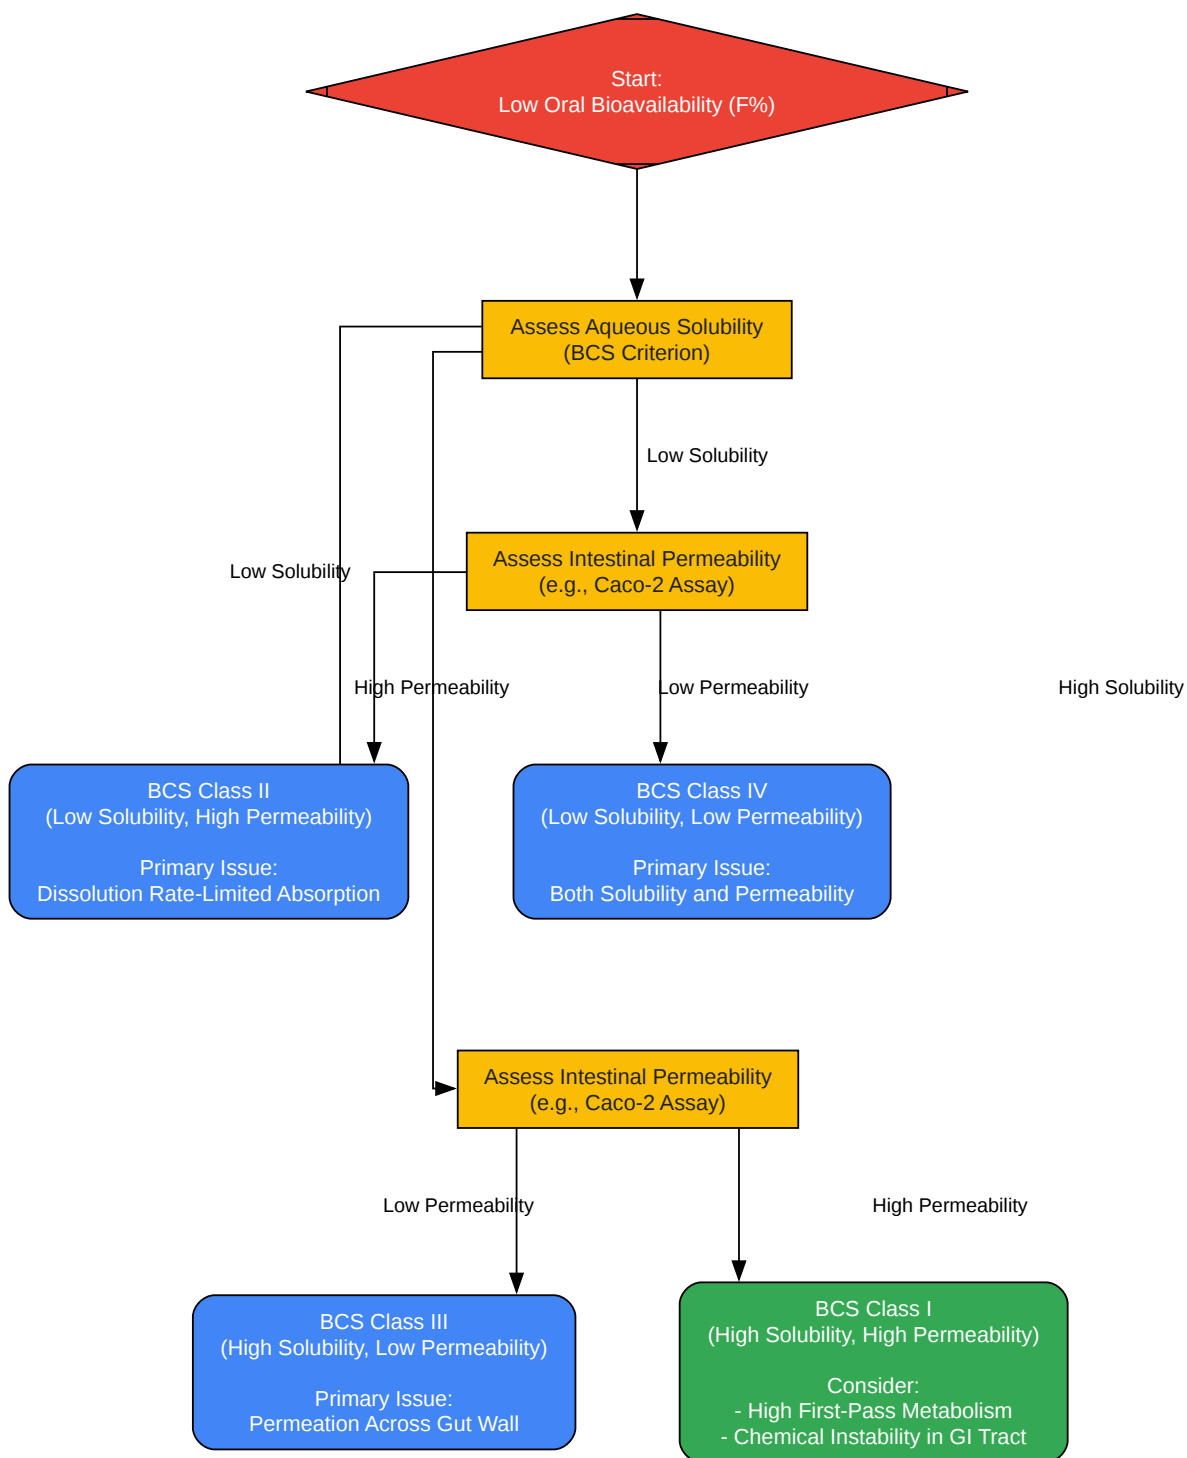 Start:
Low Oral Bioavailability (F%)
Assess Aqueous Solubility
(BCS Criterion)
Low Solubility
Assess Intestinal Permeability
(e.g., Caco-2 Assay)
Low Solubility
High Permeability
Low Permeability
High Solubility
BCS Class II
(Low Solubility, High Permeability)
Primary Issue:
Dissolution Rate-Limited Absorption
BCS Class IV
(Low Solubility, Low Permeability)
Primary Issue:
Both Solubility and Permeability
Assess Intestinal Permeability
(e.g., Caco-2 Assay)
Low Permeability
High Permeability
BCS Class III
(High Solubility, Low Permeability)
Primary Issue:
Permeation Across Gut Wall
BCS Class I
(High Solubility, High Permeability)
Consider:
- High First-Pass Metabolism
- Chemical Instability in GI Tract